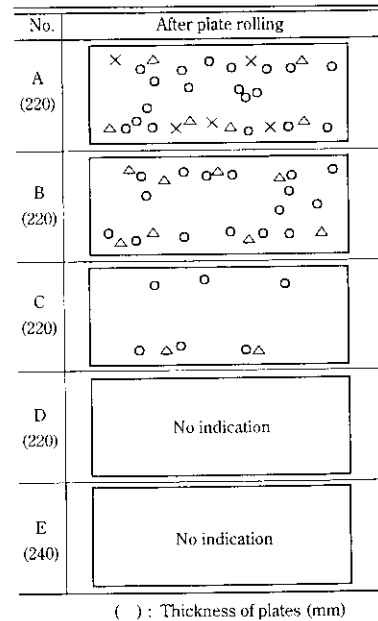 No. After plate rolling
A
(220)
B
(220)
C
(220)
D
(220)
No indication
E
(240)
No indication
( ) : Thickness of plates (mm)